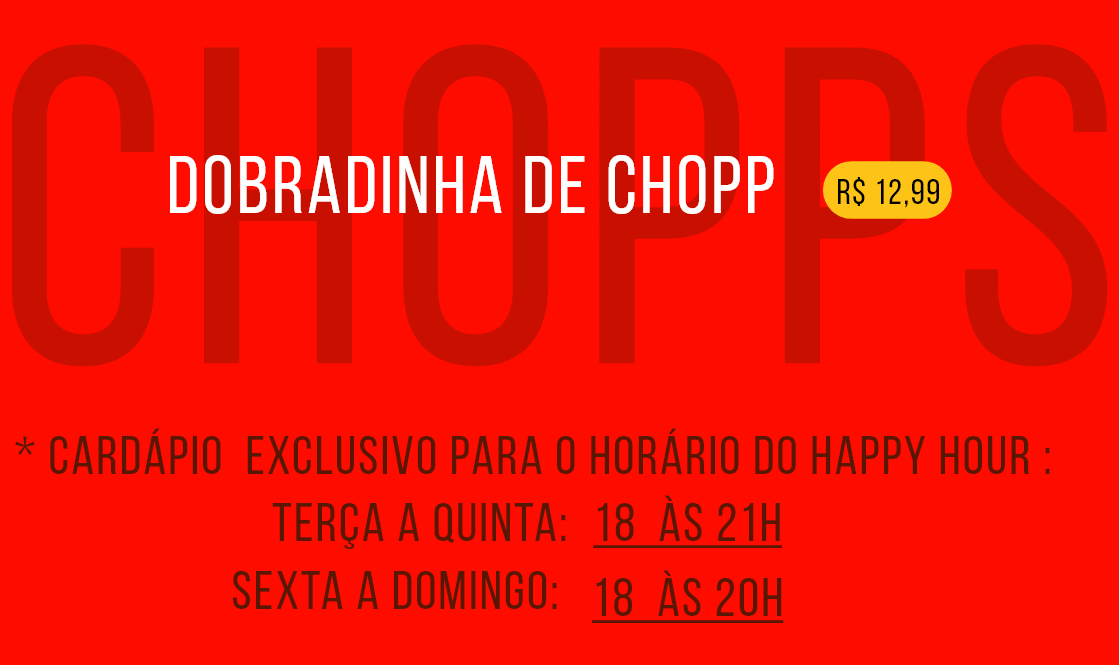 CHOPPS
DOBRADINHA DE CHOPP R$ 12,99
* CARDÁPIO EXCLUSIVO PARA O HORÁRIO DO HAPPY HOUR :
TERÇA A QUINTA: 18 ÀS 21H
SEXTA A DOMINGO: 18 ÀS 20H